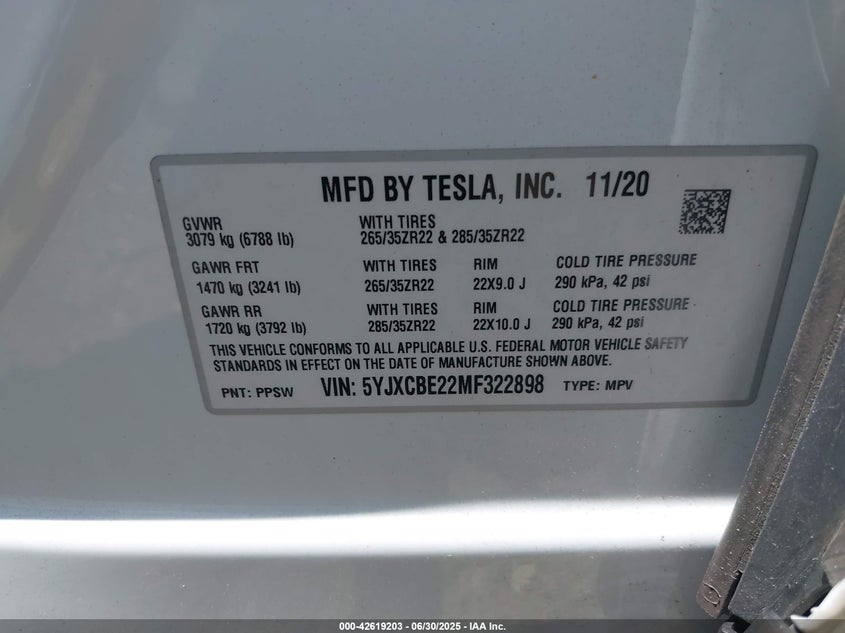 MFD BY TESLA, INC. 11/20
GVWR WITH TIRES
3079 kg (6788 lb) 265/35ZR22 & 285/35ZR22
GAWR FRT WITH TIRES RIM COLD TIRE PRESSURE
1470 kg (3241 lb) 265/35ZR22 22X9.0 J 290 kPa, 42 psi
GAWR RR WITH TIRES RIM COLD TIRE PRESSURE
1720 kg (3792 lb) 285/35ZR22 22X10.0 J 290 kPa, 42 psi
THIS VEHICLE CONFORMS TO ALL APPLICABLE U.S. FEDERAL MOTOR VEHICLE SAFETY
STANDARDS IN EFFECT ON THE DATE OF MANUFACTURE SHOWN ABOVE.
PNT: PPSW VIN: 5YJXCBE22MF322898 TYPE: MPV
000-42619203 - 06/30/2025 - IAA Inc.